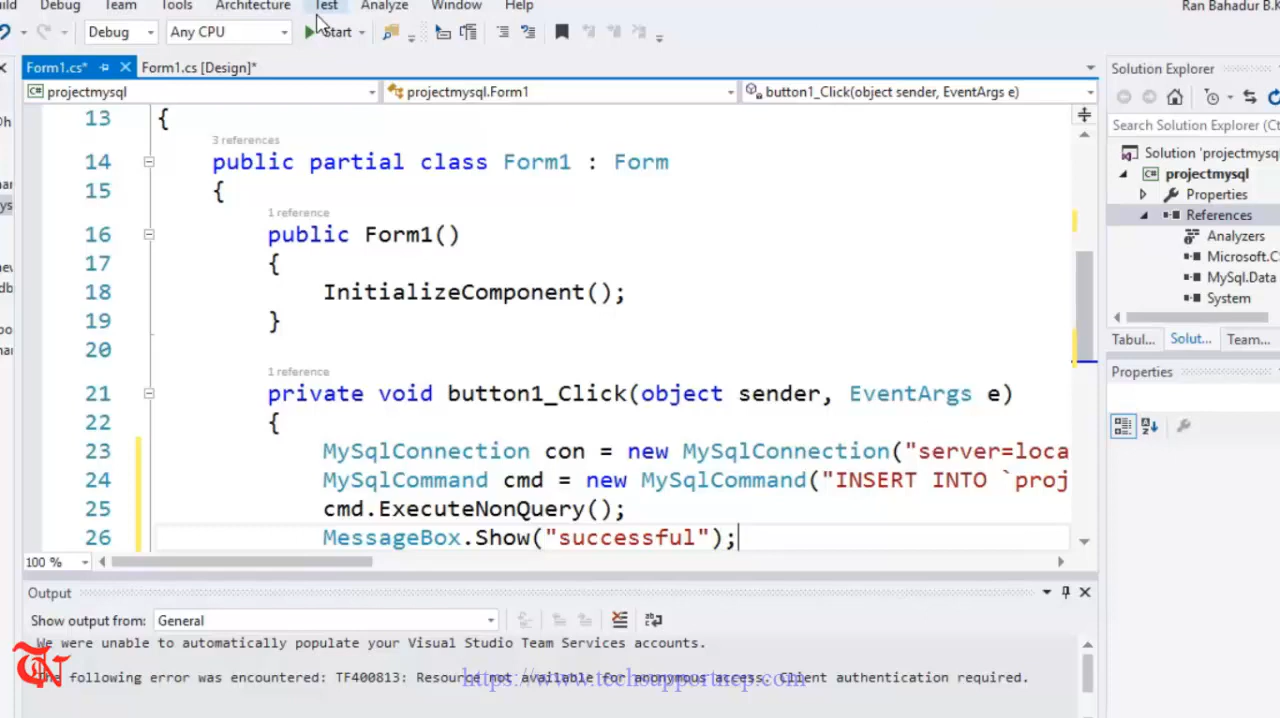 Debug Team Tools Architecture Test Analyze Window Help
Ran Bahadur B.K
Debug Any CPU Start
Form1.cs* Form1.cs [Design]*
projectmysql projectmysql.Form1 button1_Click(object sender, EventArgs e)
13 {
3 references
14 public partial class Form1 : Form
15 {
1 reference
16 public Form1()
17 {
18 InitializeComponent();
19 }
20
1 reference
21 private void button1_Click(object sender, EventArgs e)
22 {
23 MySqlConnection con = new MySqlConnection("server=loca
24 MySqlCommand cmd = new MySqlCommand("INSERT INTO `proj
25 cmd.ExecuteNonQuery();
26 MessageBox.Show("successful");
100 %
Output
Show output from: General
We were unable to automatically populate your Visual Studio Team Services accounts.
The following error was encountered: TF400813: Resource not available for anonymous access. Client authentication required.
https://www.techsupportnep.com
TN
Solution Explorer
Search Solution Explorer (Ct
Solution 'projectmysql
projectmysql
Properties
References
Analyzers
Microsoft.C
MySql.Data
System
Tabul... Solut... Team...
Properties